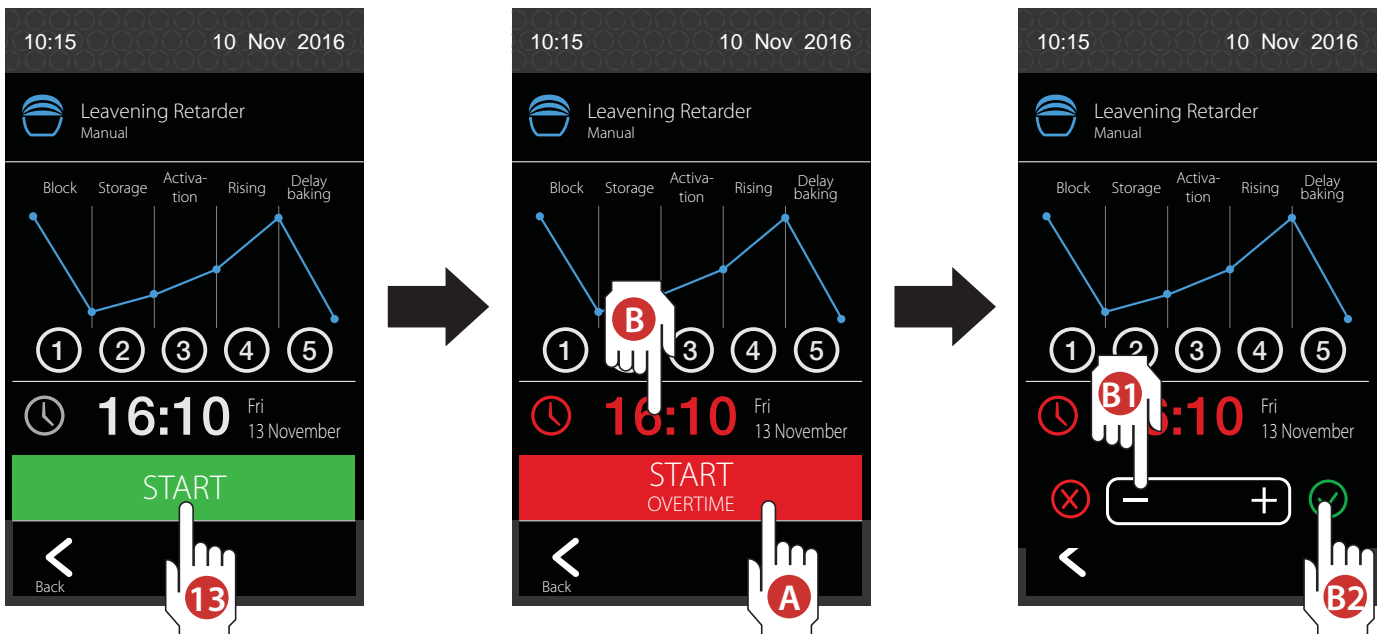 10:15 10 Nov 2016
Leavening Retarder
Manual
Block Storage Activa-
tion Rising Delay
baking
1 2 3 4 5
16:10 Fri
13 November
START
Back
13
10:15 10 Nov 2016
Leavening Retarder
Manual
Block Storage Activa-
tion Rising Delay
baking
B
1 3 4 5
16:10 Fri
13 November
START
OVERTIME
Back
A
10:15 10 Nov 2016
Leavening Retarder
Manual
Block Storage Activa-
tion Rising Delay
baking
1 2 3 4 5
B1
:10 Fri
13 November
− +
B2